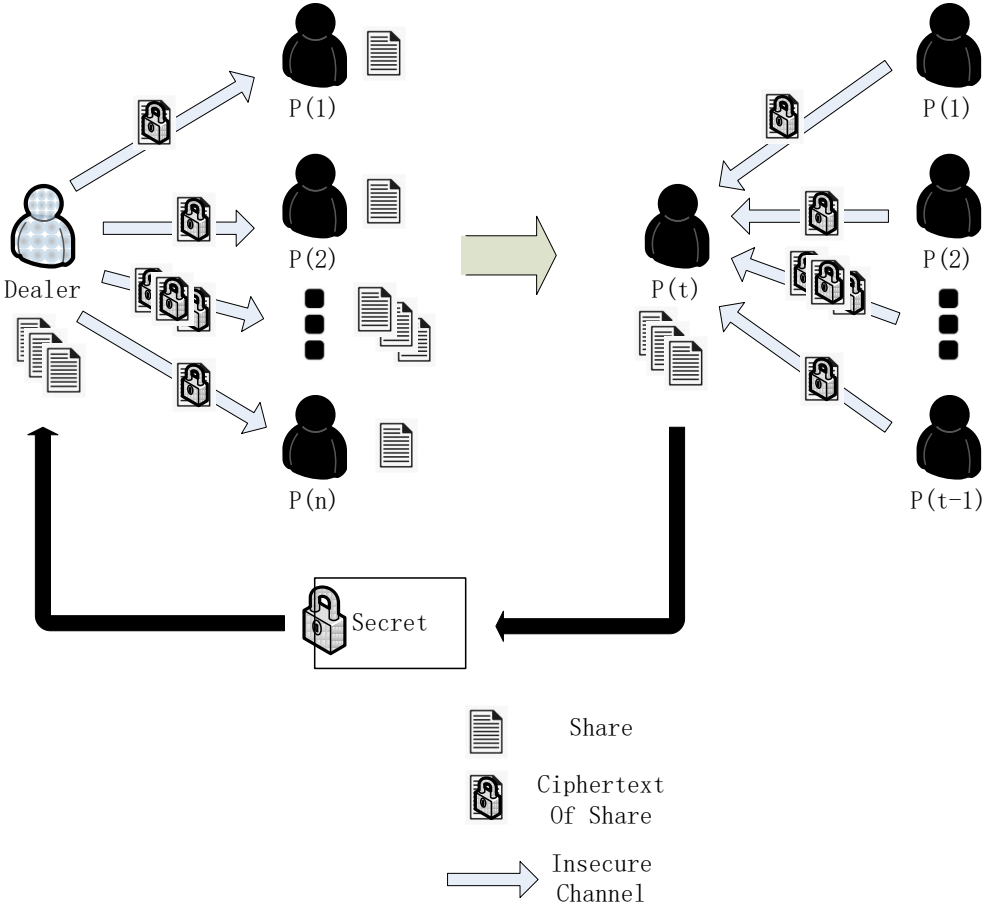 P(1)
P(1)
P(2)
P(2)
Dealer
P(t)
P(n)
P(t-1)
Secret
Share
Ciphertext
Of Share
Insecure
Channel